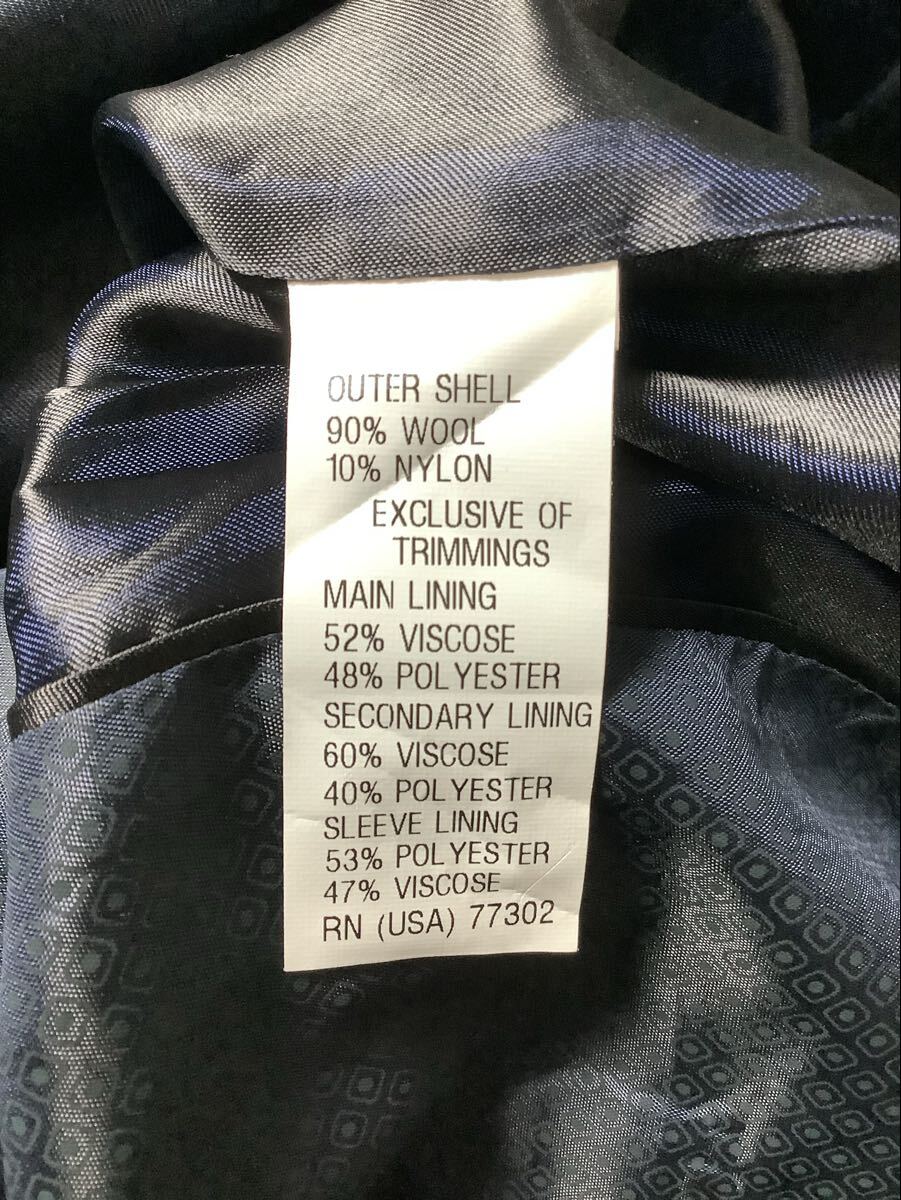 OUTER SHELL
90% WOOL
10% NYLON
EXCLUSIVE OF
TRIMMINGS
MAIN LINING
52% VISCOSE
48% POLYESTER
SECONDARY LINING
60% VISCOSE
40% POLYESTER
SLEEVE LINING
53% POLYESTER
47% VISCOSE
RN (USA) 77302